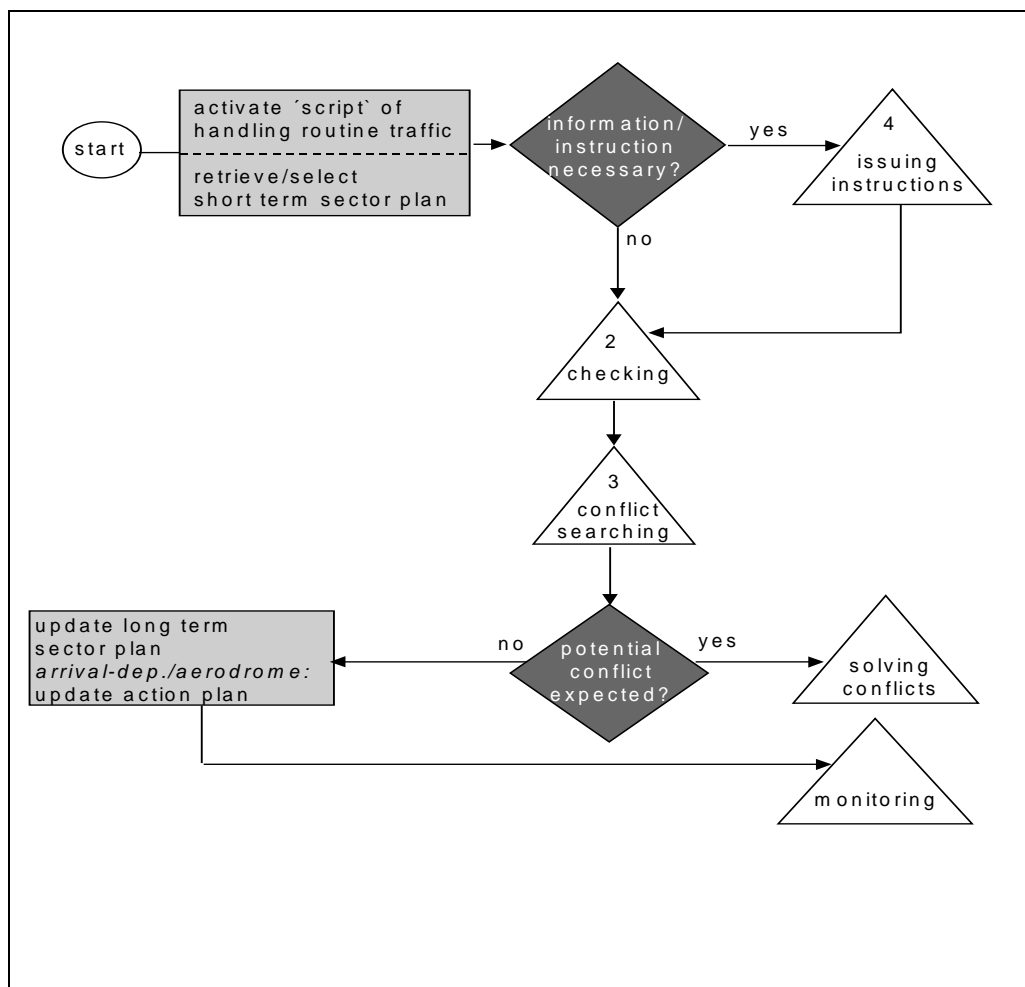 start
activate ´script` of
handling routine traffic
retrieve/select
short term sector plan
information/
instruction
necessary?
yes
4
issuing
instructions
no
2
checking
3
conflict
searching
update long term
sector plan
arrival-dep./aerodrome:
update action plan
no
potential
conflict
expected?
yes
solving
conflicts
monitoring